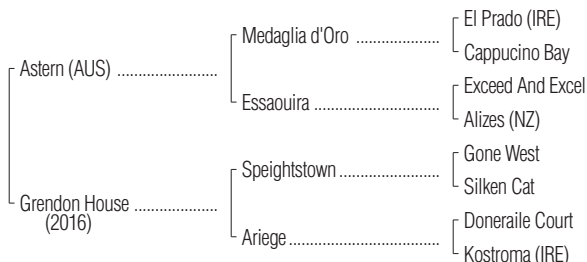 El Prado (IRE)
Medaglia d'Oro ......................
Cappucino Bay
Astern (AUS) ...........................
Exceed And Excel
Essaouira ................................
Alizes (NZ)
Gone West
Speightstown ...........................
Silken Cat
Grendon House ......................
(2016)
Doneraile Court
Ariege ........................................
Kostroma (IRE)